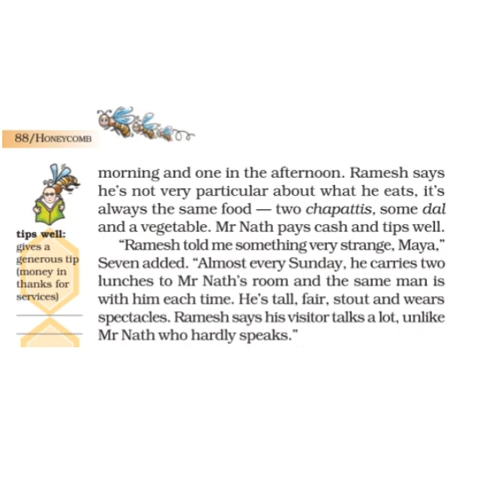 88/HONEYCOMB
morning and one in the afternoon. Ramesh says
he's not very particular about what he eats, it's
always the same food — two chapattis, some dal
and a vegetable. Mr Nath pays cash and tips well.
"Ramesh told me something very strange, Maya,"
Seven added. "Almost every Sunday, he carries two
lunches to Mr Nath's room and the same man is
with him each time. He's tall, fair, stout and wears
spectacles. Ramesh says his visitor talks a lot, unlike
Mr Nath who hardly speaks."
tips well:
gives a
generous tip
(money in
thanks for
services)